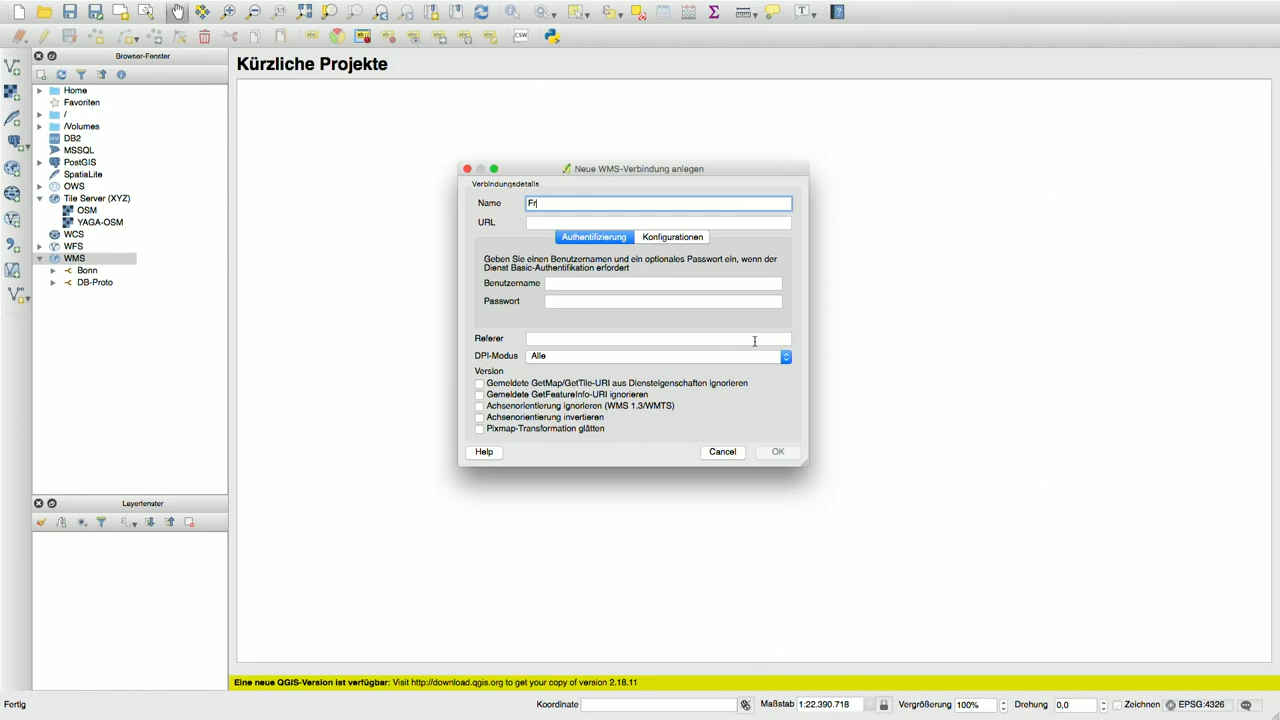 Browser-Fenster
Home
Favoriten
/
/Volumes
DB2
MSSQL
PostGIS
SpatiaLite
OWS
Tile Server (XYZ)
OSM
YAGA-OSM
WCS
WFS
WMS
Bonn
DB-Proto
Layerfenster
Kürzliche Projekte
Neue WMS-Verbindung anlegen
Verbindungsdetails
Name Fr
URL
Authentifizierung Konfigurationen
Geben Sie einen Benutzernamen und ein optionales Passwort ein, wenn der
Dienst Basic-Authentifikation erfordert
Benutzername
Passwort
Referer
DPI-Modus Alle
Version
Gemeldete GetMap/GetTile-URI aus Diensteigenschaften ignorieren
Gemeldete GetFeatureInfo-URI ignorieren
Achsenorientierung ignorieren (WMS 1.3/WMTS)
Achsenorientierung invertieren
Pixmap-Transformation glätten
Help Cancel OK
Eine neue QGIS-Version ist verfügbar: Visit http://download.qgis.org to get your copy of version 2.18.11
Fertig Koordinate Maßstab 1:22.390.718 Vergrößerung 100% Drehung 0,0 Zeichnen EPSG:4326